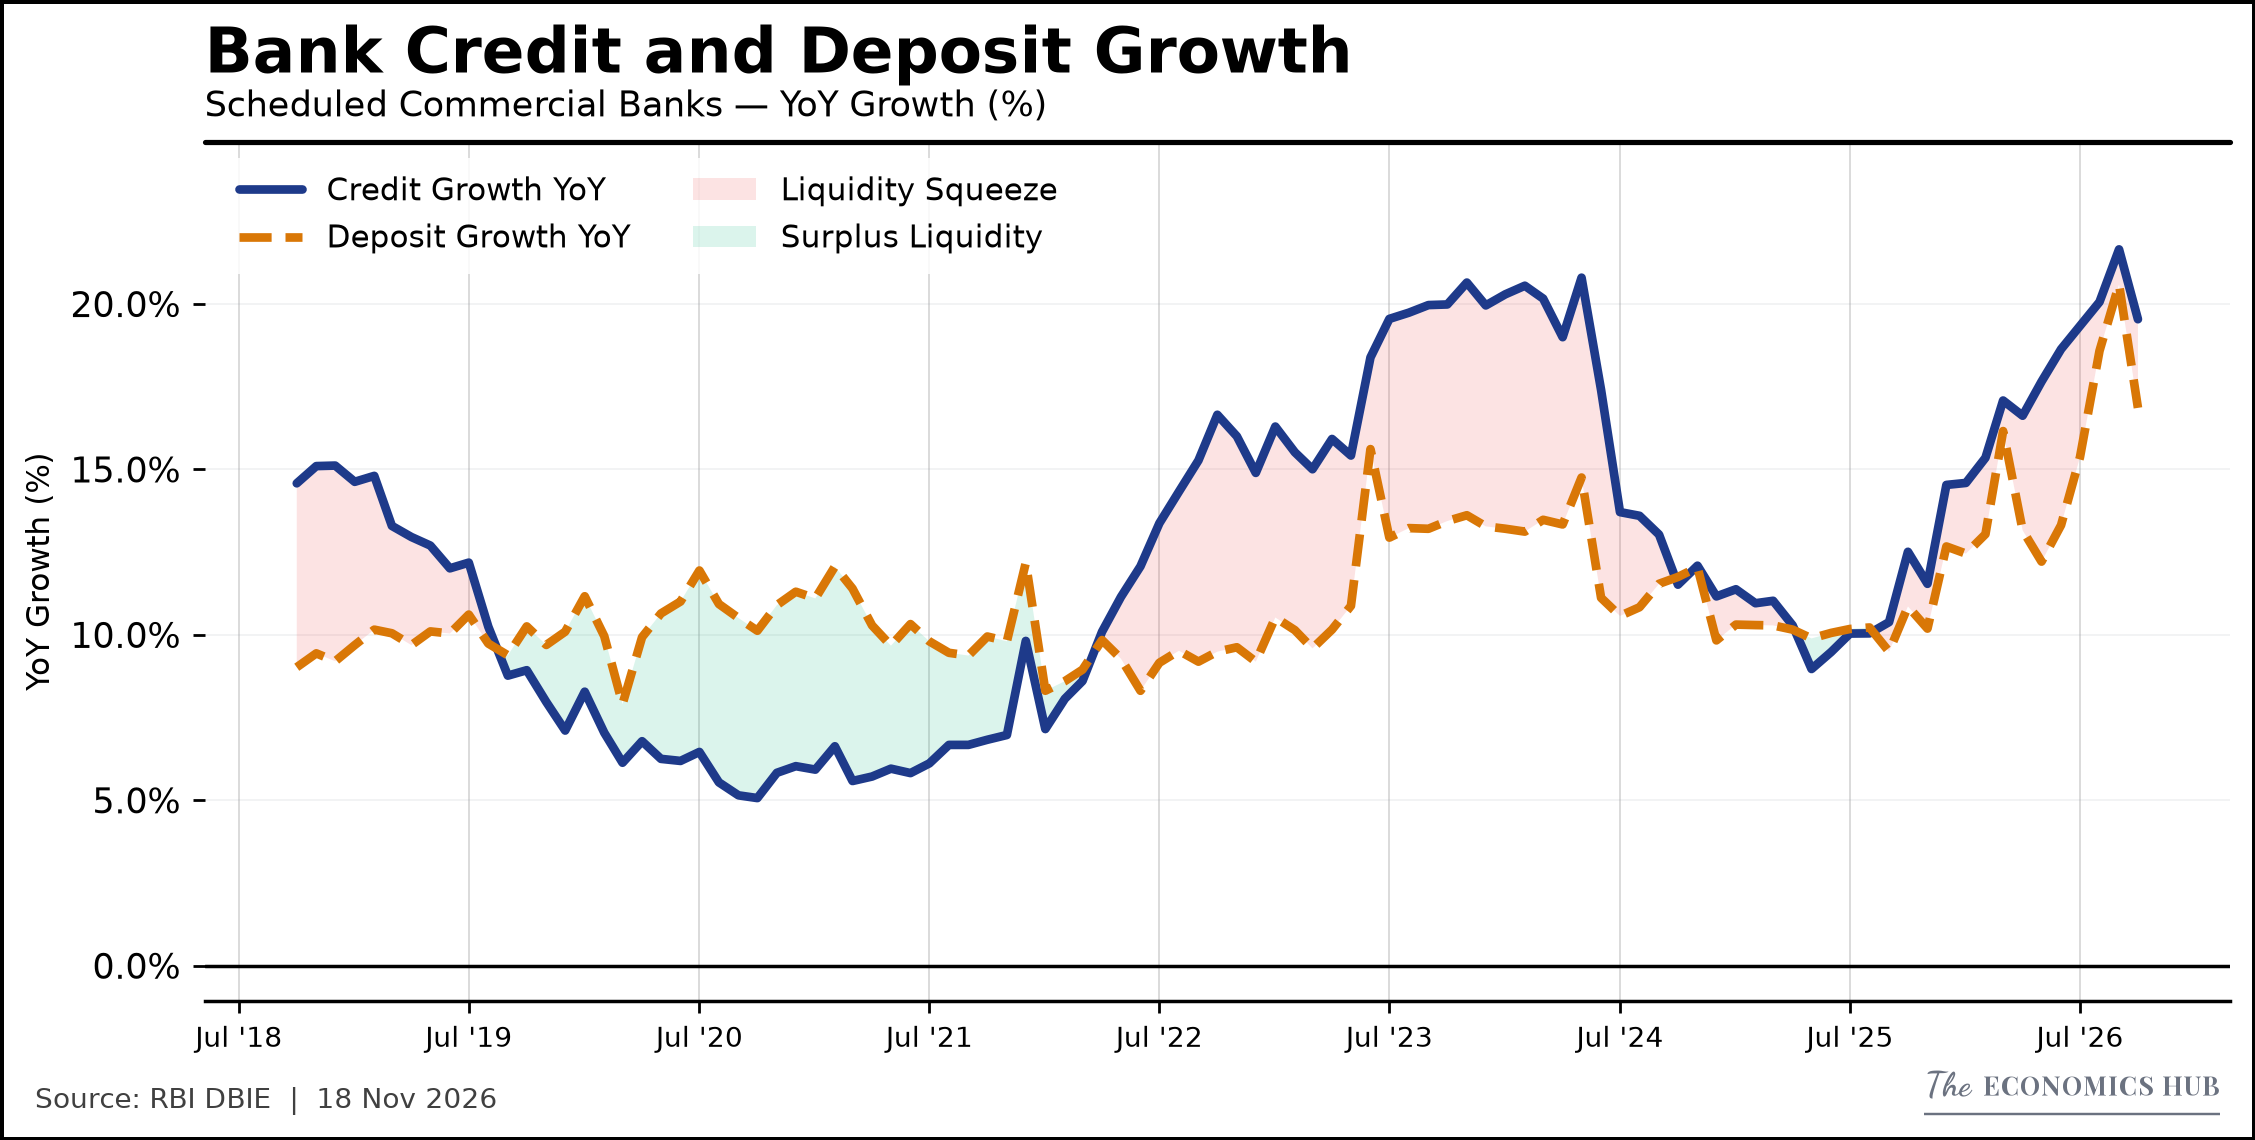 Bank Credit and Deposit Growth
Scheduled Commercial Banks — YoY Growth (%)
Credit Growth YoY
Deposit Growth YoY
Liquidity Squeeze
Surplus Liquidity
YoY Growth (%)
20.0%
15.0%
10.0%
5.0%
0.0%
Jul '18
Jul '19
Jul '20
Jul '21
Jul '22
Jul '23
Jul '24
Jul '25
Jul '26
Source: RBI DBIE | 18 Nov 2026
The ECONOMICS HUB